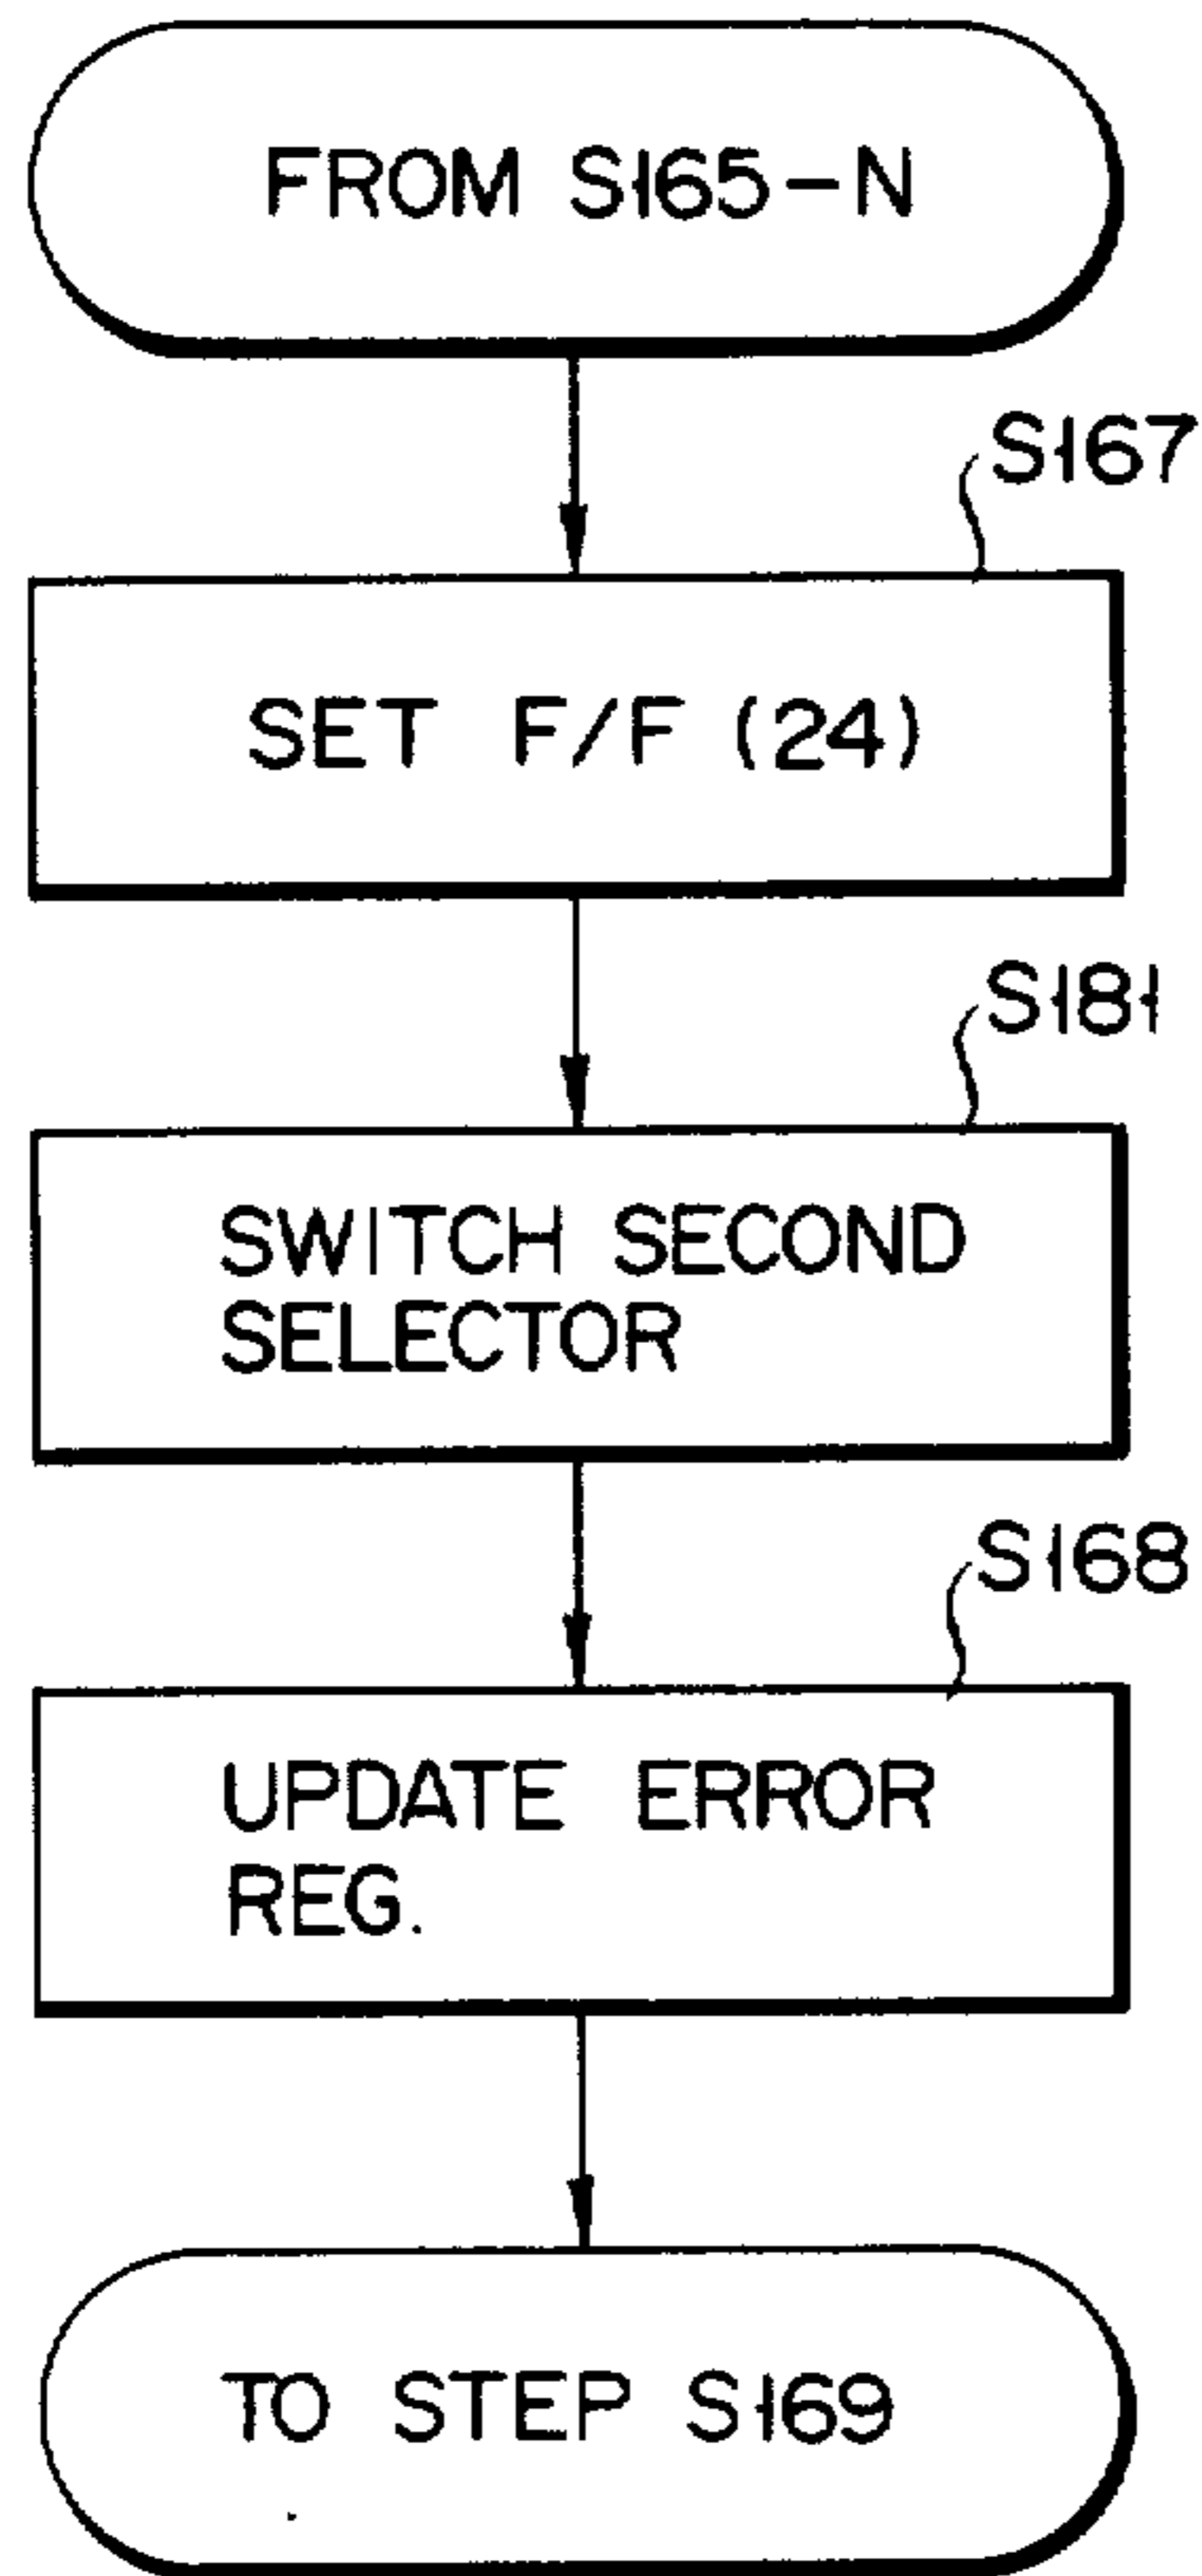 FROM S165-N
S167
SET F/F (24)
S181
SWITCH SECOND
SELECTOR
S168
UPDATE ERROR
REG.
TO STEP S169